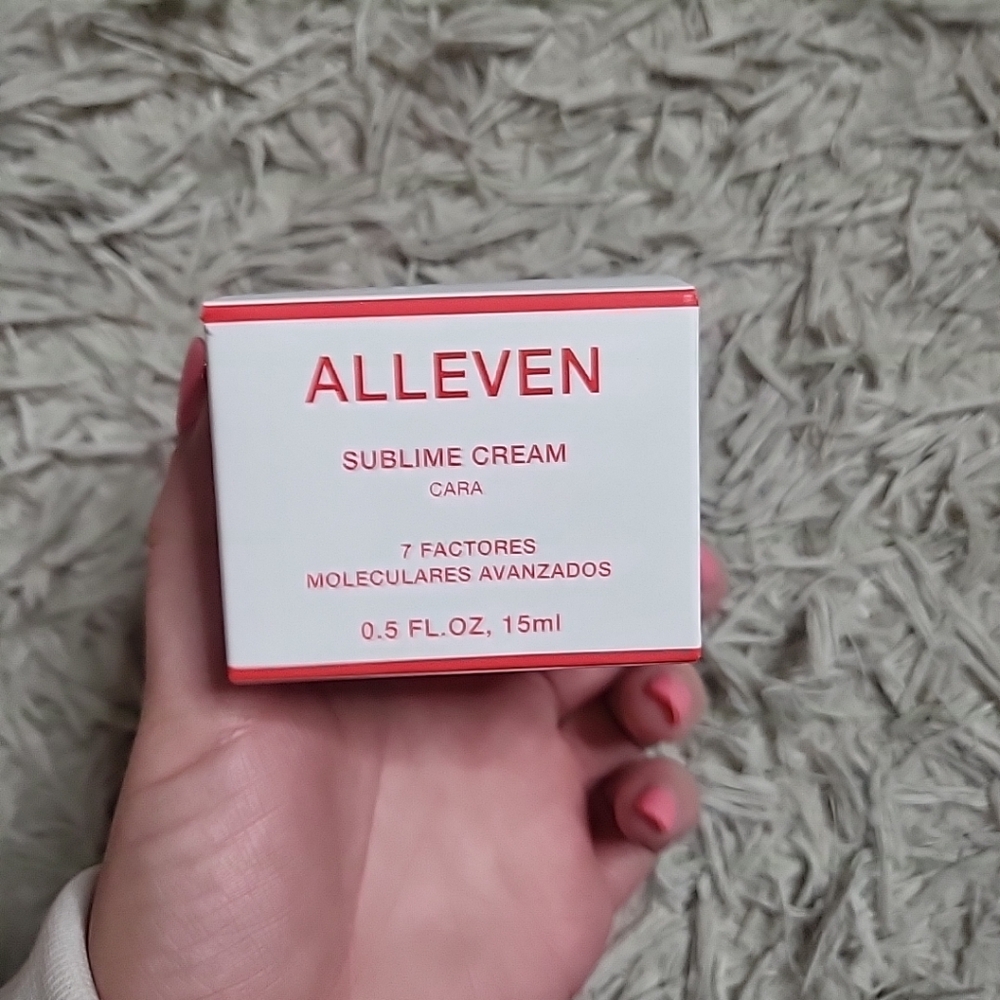 ALLEVEN
SUBLIME CREAM
CARA
7 FACTORES
MOLECULARES AVANZADOS
0.5 FL.OZ, 15ml